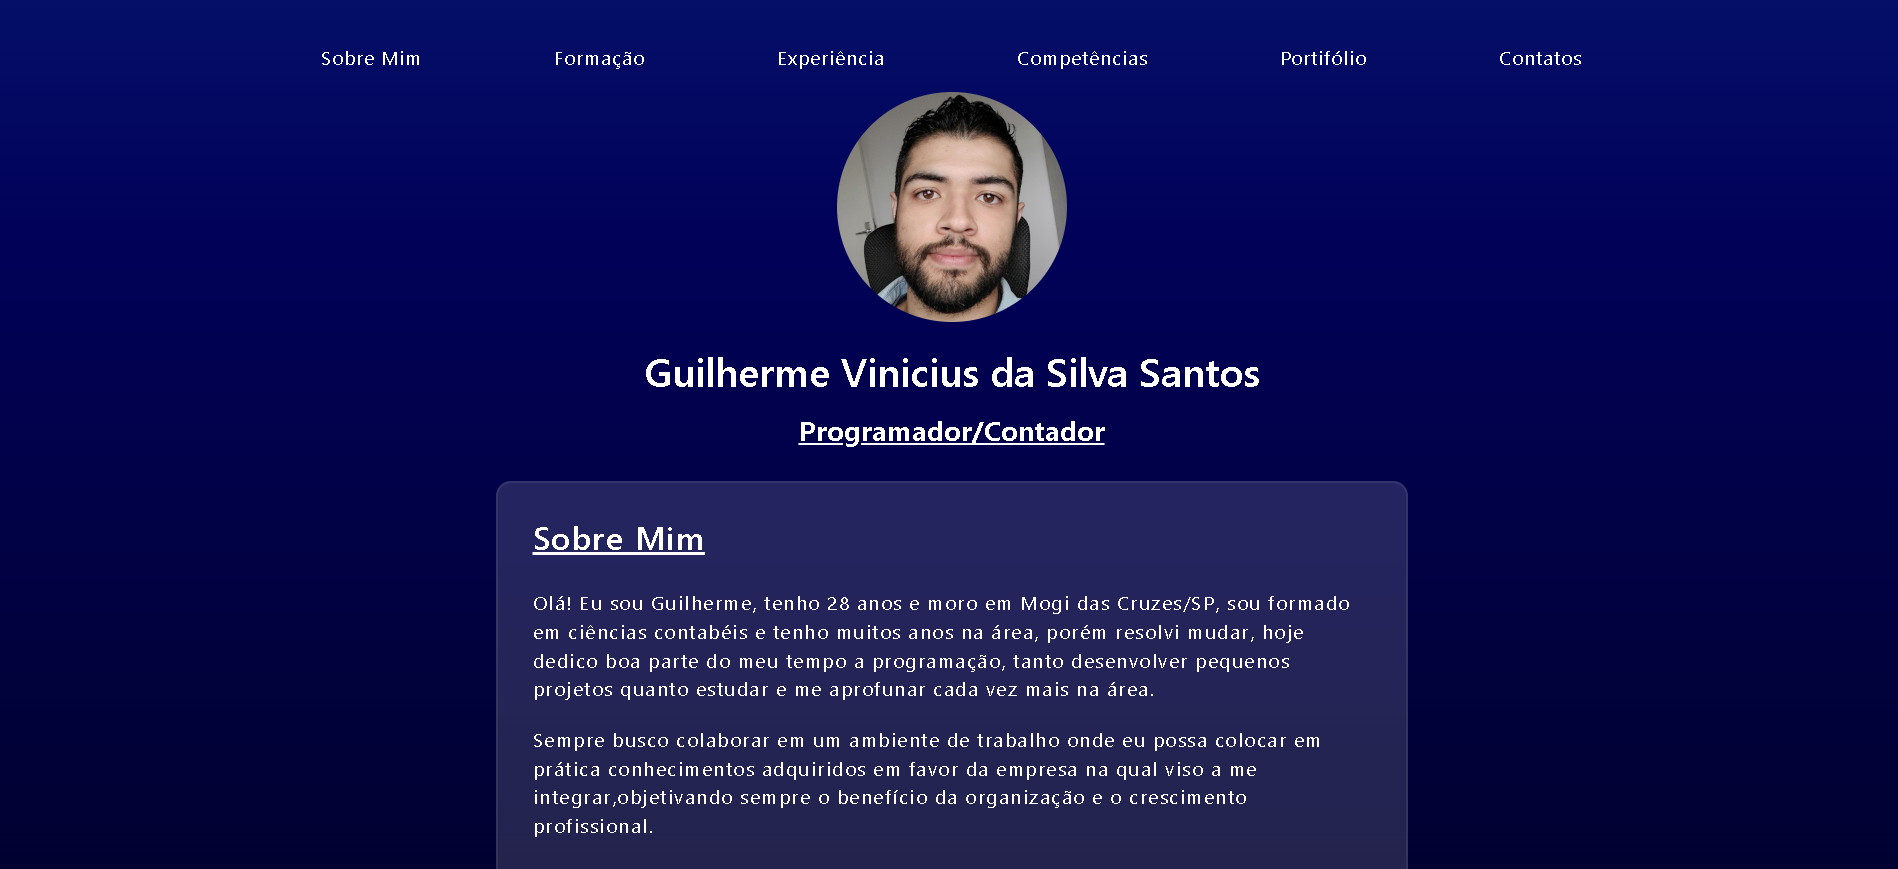 Sobre Mim
Formação
Experiência
Competências
Portifólio
Contatos
Guilherme Vinicius da Silva Santos
Programador/Contador
Sobre Mim
Olá! Eu sou Guilherme, tenho 28 anos e moro em Mogi das Cruzes/SP, sou formado
em ciências contabéis e tenho muitos anos na área, porém resolvi mudar, hoje
dedico boa parte do meu tempo a programação, tanto desenvolver pequenos
projetos quanto estudar e me aprofunar cada vez mais na área.
Sempre busco colaborar em um ambiente de trabalho onde eu possa colocar em
prática conhecimentos adquiridos em favor da empresa na qual viso a me
integrar,objetivando sempre o benefício da organização e o crescimento
profissional.